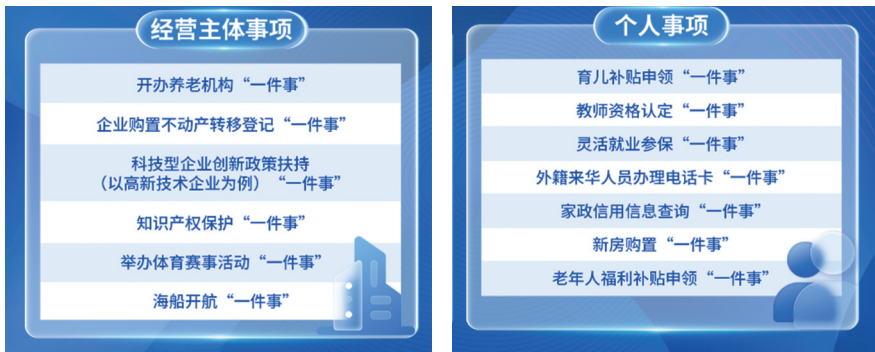 经营主体事项
开办养老机构“一件事”
企业购置不动产转移登记“一件事”
科技型企业创新政策扶持
（以高新技术企业为例）“一件事”
知识产权保护“一件事”
举办体育赛事活动“一件事”
海船开航“一件事”
个人事项
育儿补贴申领“一件事”
教师资格认定“一件事”
灵活就业参保“一件事”
外籍来华人员办理电话卡“一件事”
家政信用信息查询“一件事”
新房购置“一件事”
老年人福利补贴申领“一件事”